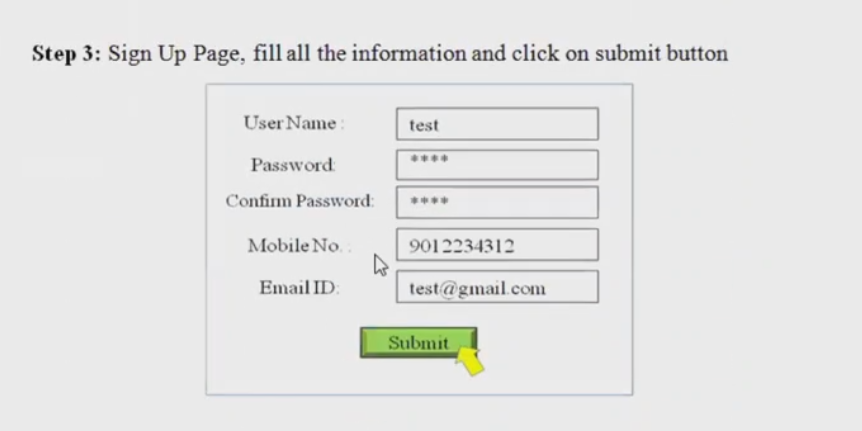 Step 3: Sign Up Page, fill all the information and click on submit button
User Name : test
Password: ****
Confirm Password: ****
Mobile No. : 9012234312
Email ID: test@gmail.com
Submit